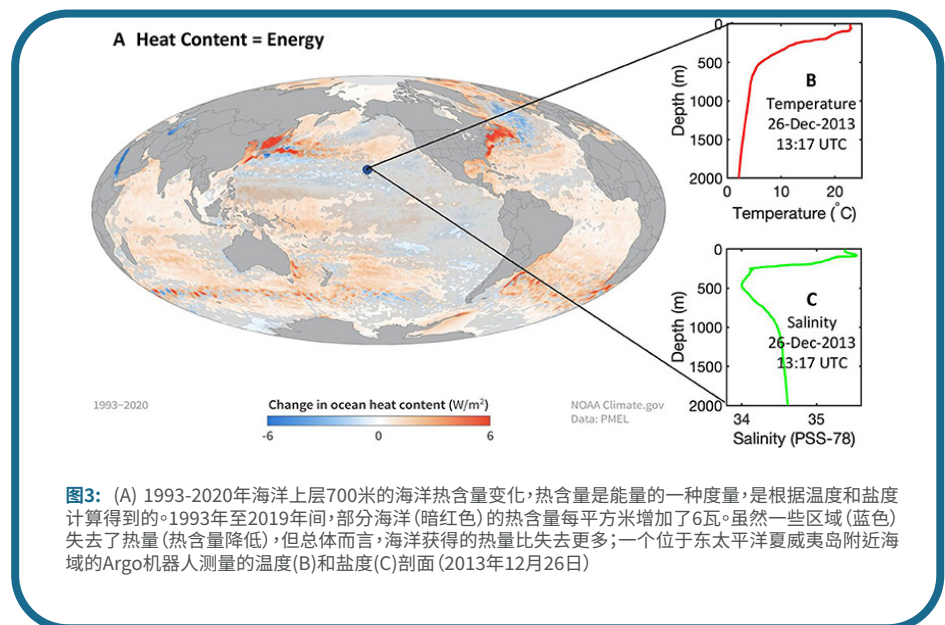 A Heat Content = Energy
0
500
1000
1500
2000
Depth (m)
B
Temperature
26-Dec-2013
13:17 UTC
0
10
20
Temperature (°C)
0
500
1000
1500
2000
Depth (m)
C
Salinity
26-Dec-2013
13:17 UTC
34
35
Salinity (PSS-78)
1993–2020
Change in ocean heat content (W/m²)
-6
0
6
NOAA Climate.gov
Data: PMEL
图3: (A) 1993-2020年海洋上层700米的海洋热含量变化，热含量是能量的一种度量，是根据温度和盐度
计算得到的。1993年至2019年间，部分海洋（暗红色）的热含量每平方米增加了6瓦。虽然一些区域（蓝色）
失去了热量（热含量降低），但总体而言，海洋获得的热量比失去更多；一个位于东太平洋夏威夷岛附近海
域的Argo机器人测量的温度(B)和盐度(C)剖面（2013年12月26日）